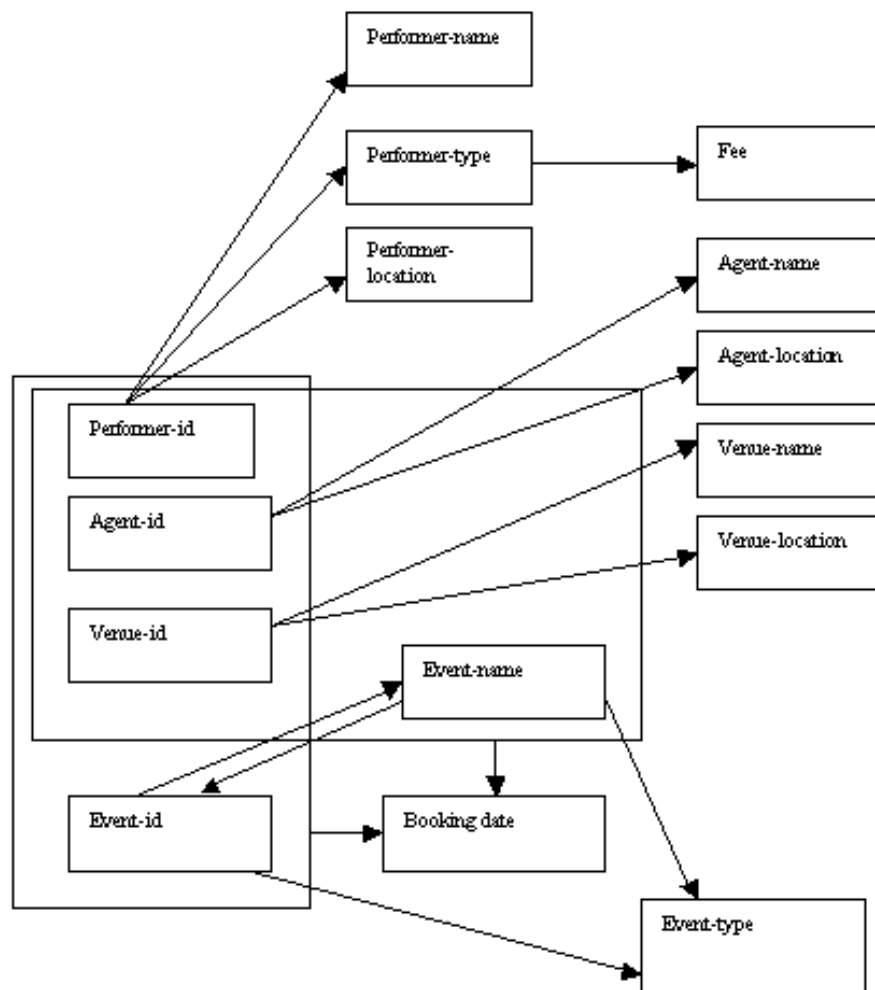 Performer-name
Performer-type
Fee
Performer-
location
Agent-name
Agent-location
Performer-id
Venue-name
Agent-id
Venue-location
Venue-id
Event-name
Event-id
Booking date
Event-type